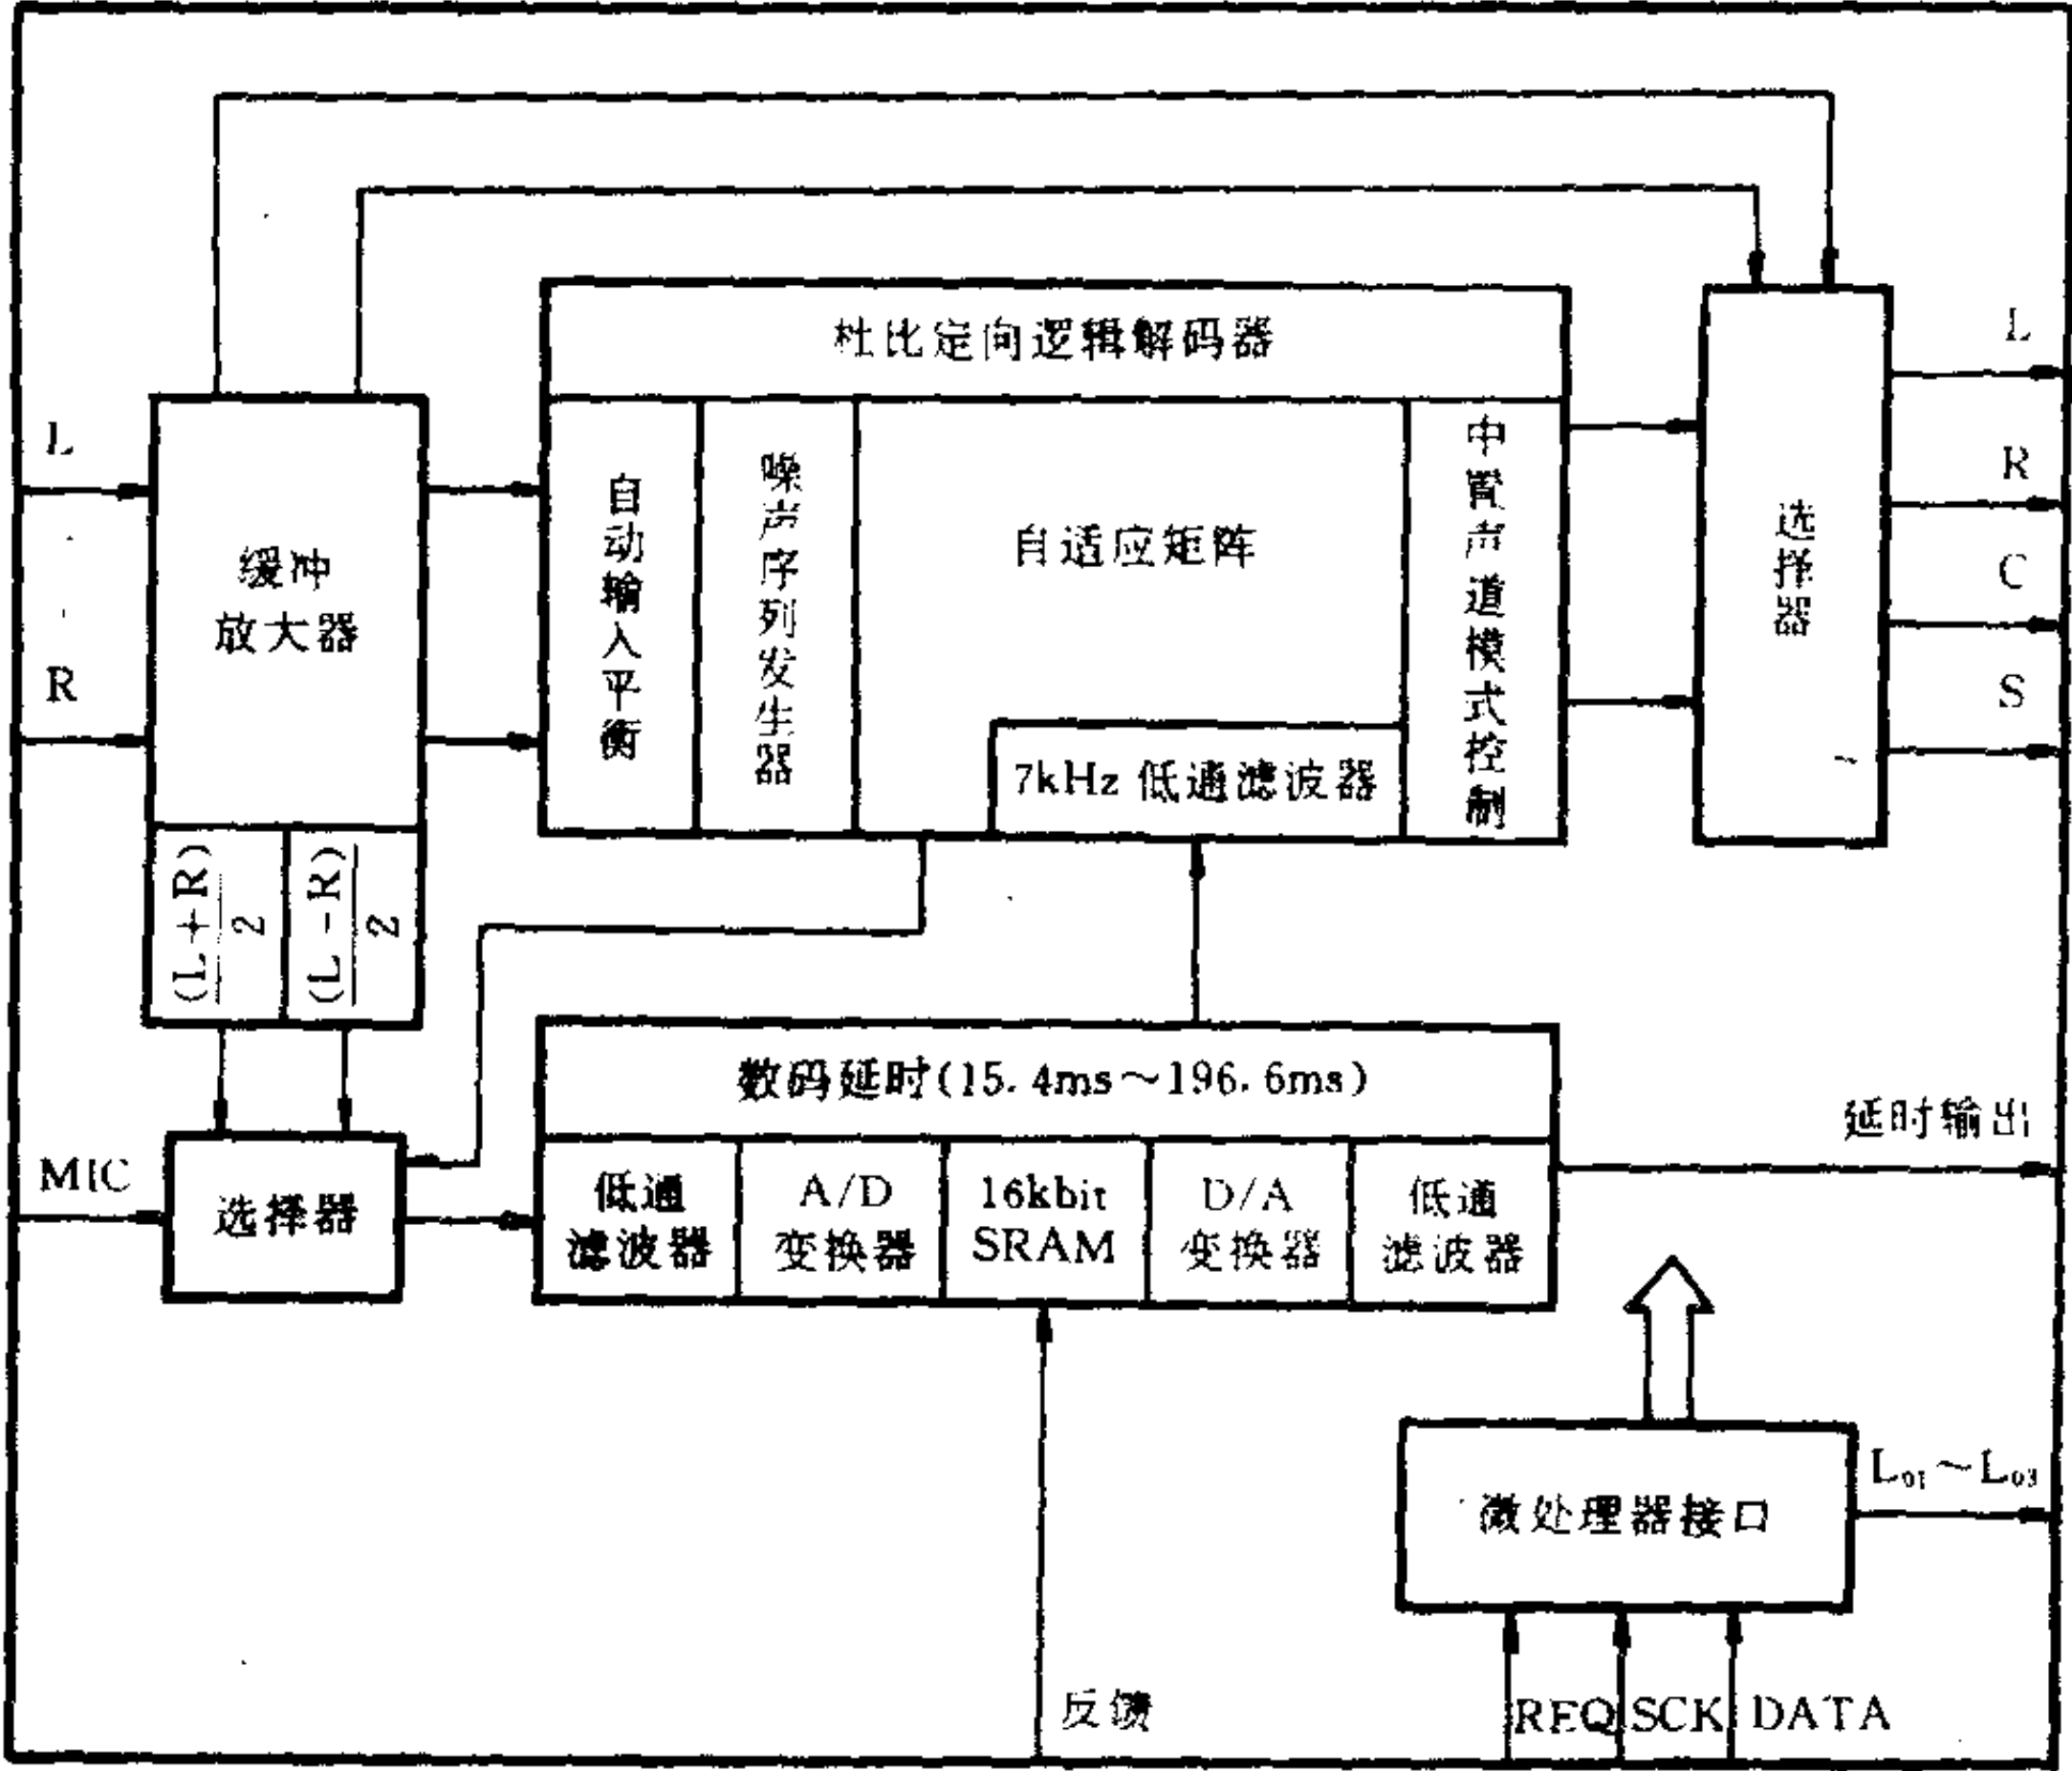 杜比定向逻辑解码器
L
R
缓冲
放大器
自动输入平衡
噪声序列发生器
自适应矩阵
7kHz 低通滤波器
中置声道模式控制
选择器
L
R
C
S
(L+R)
2
(L-R)
2
数码延时(15.4ms～196.6ms)
延时输出
MIC
选择器
低通
滤波器
A/D
变换器
16kbit
SRAM
D/A
变换器
低通
滤波器
微处理器接口
L01～L03
反馈
REQ SCK DATA